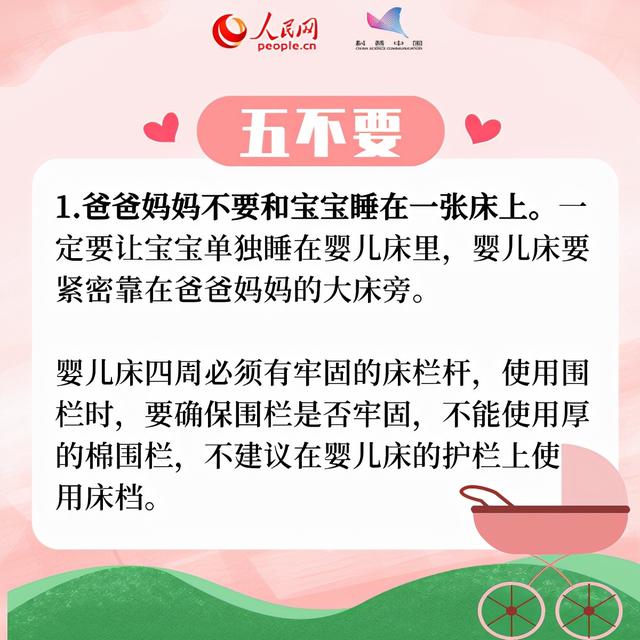 人民网
people.cn
科普中国
CHINA SCIENCE COMMUNICATION
五不要
1.爸爸妈妈不要和宝宝睡在一张床上。一
定要让宝宝单独睡在婴儿床里，婴儿床要
紧密靠在爸爸妈妈的大床旁。
婴儿床四周必须有牢固的床栏杆，使用围
栏时，要确保围栏是否牢固，不能使用厚
的棉围栏，不建议在婴儿床的护栏上使
用床档。